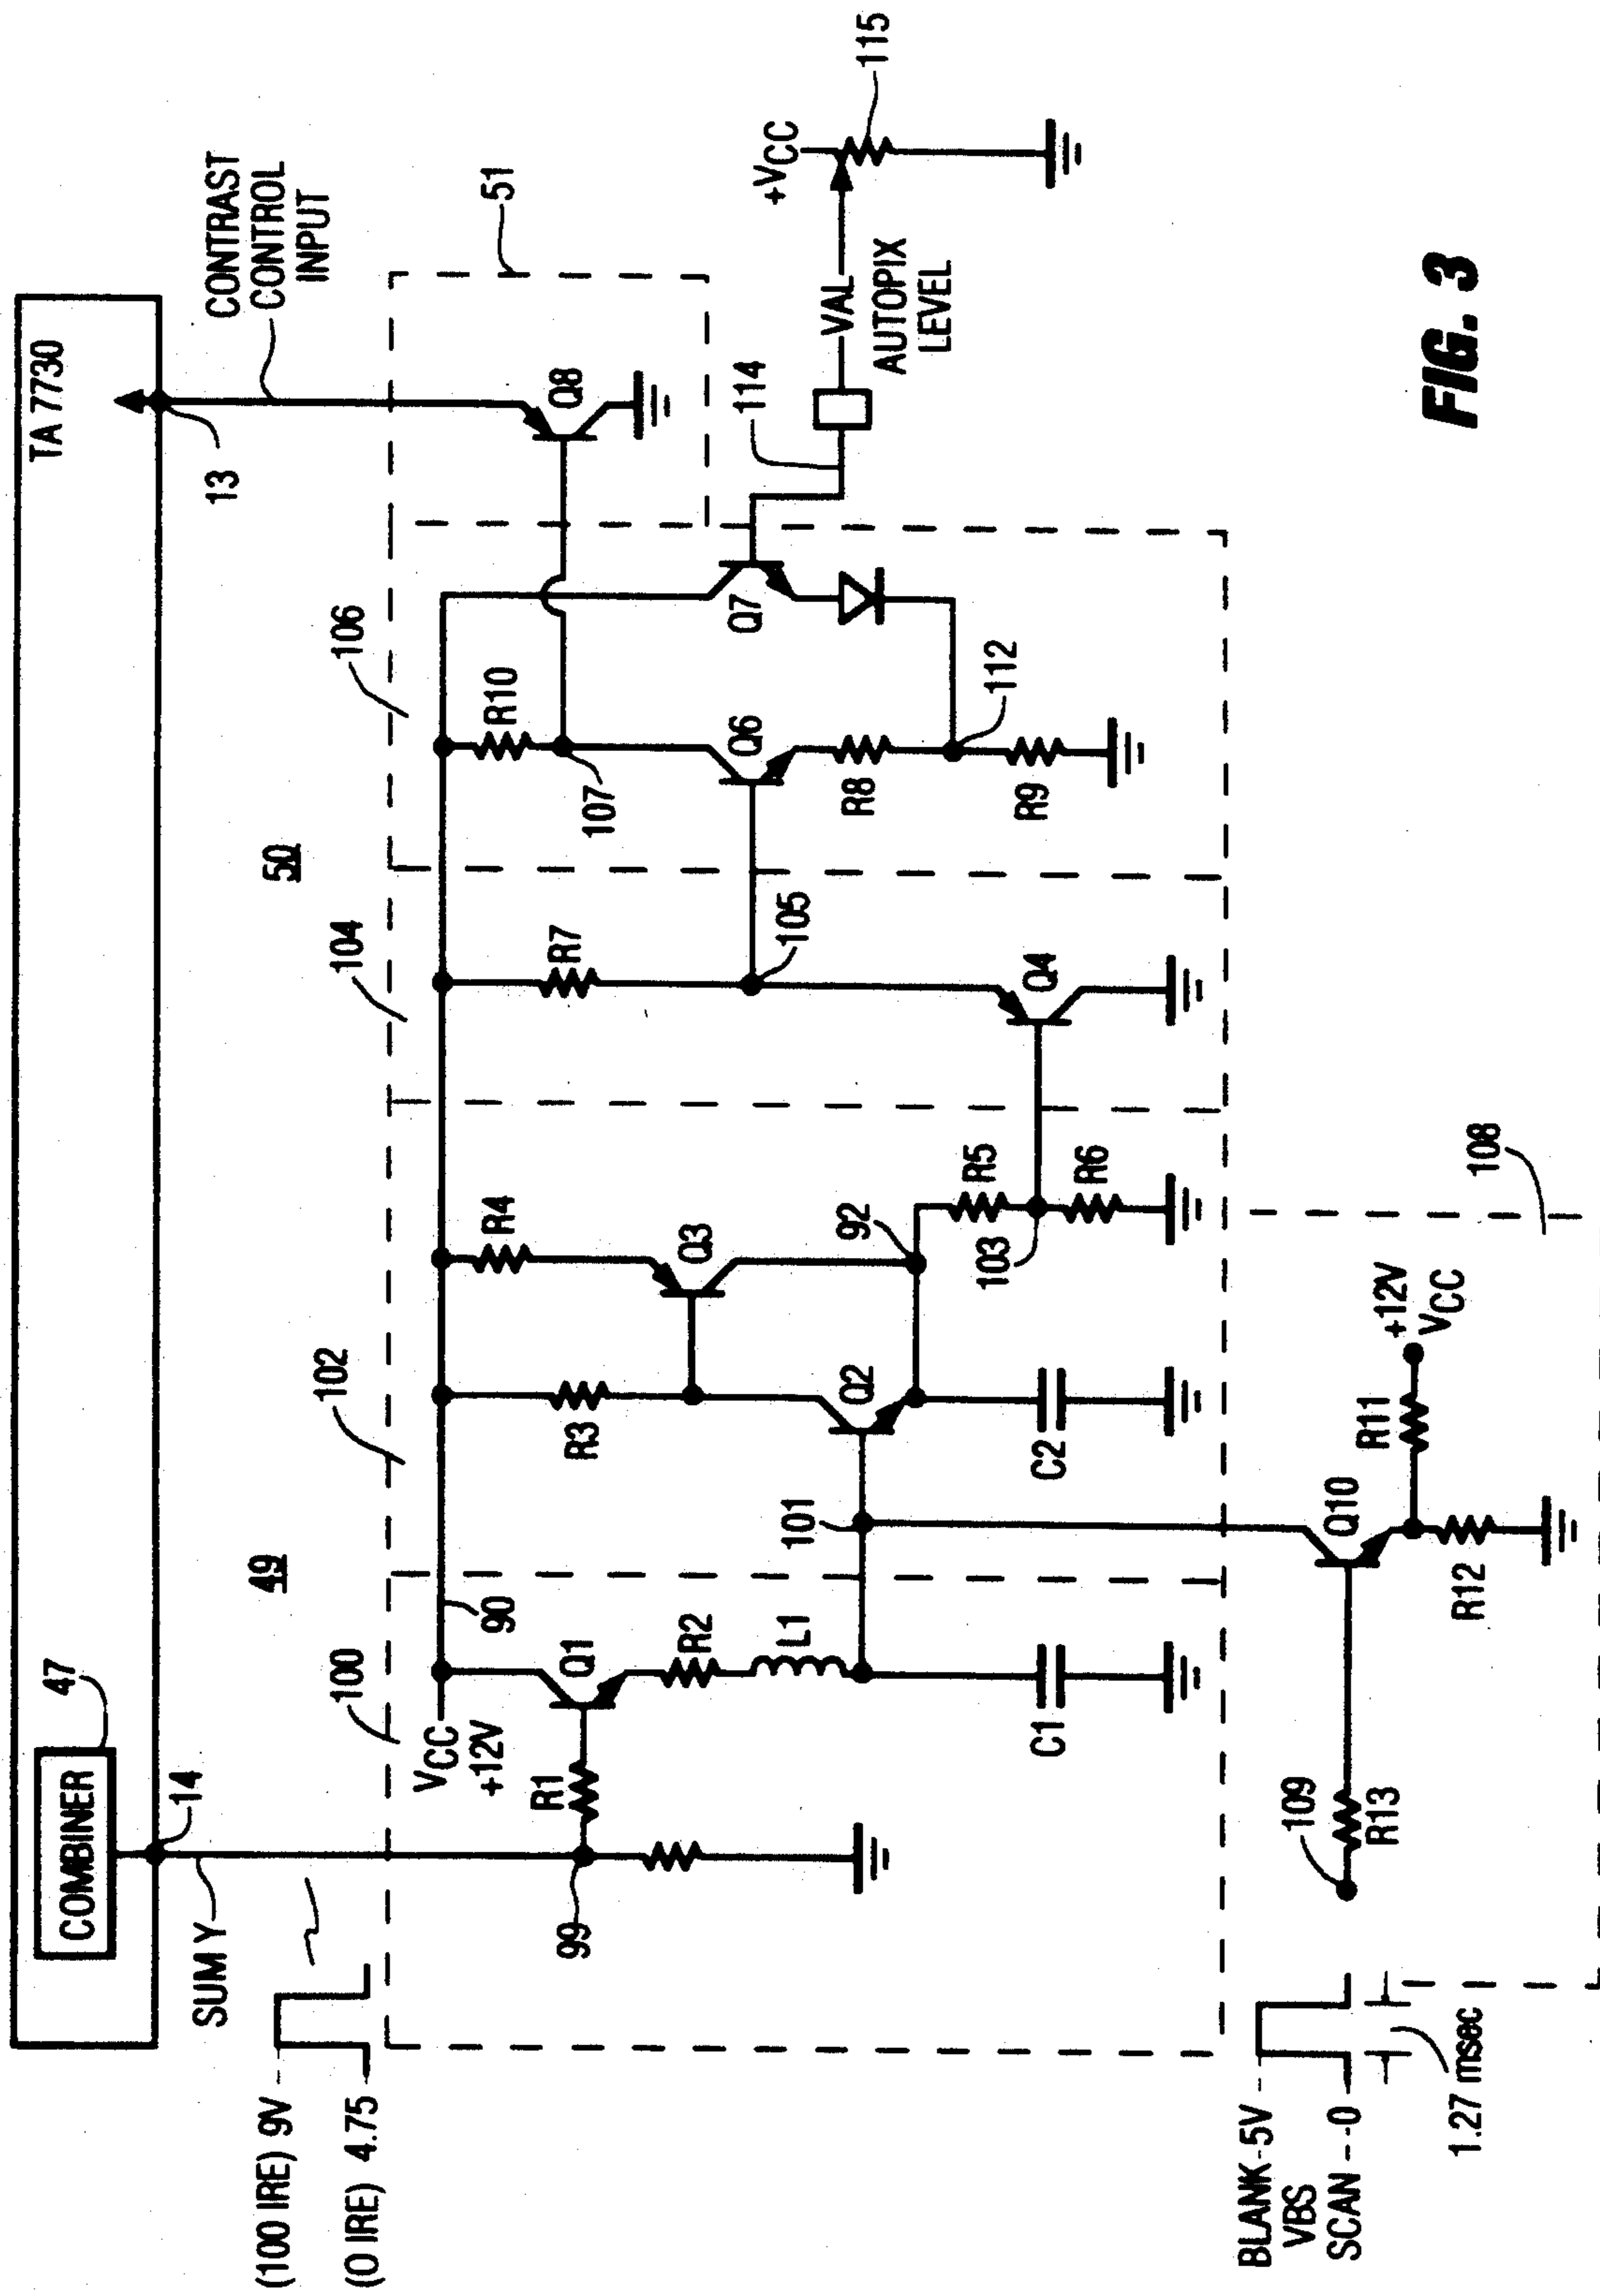 TA 7730
COMBINER
47
14
13
SUM Y
CONTRAST
CONTROL
INPUT
(100 IRE) 9V
(0 IRE) 4.75
49
50
51
100
102
104
106
VCC
+12V
90
R1
99
Q1
R2
L1
C1
101
R3
Q2
C2
R4
Q3
92
R5
103
R6
R7
105
Q4
R10
107
Q6
R8
112
R9
Q7
Q8
114
VAL
AUTOPIX
LEVEL
+VCC
115
BLANK-5V
VBS
SCAN--0
1.27 msec
109
R13
Q10
R11
R12
+12V
VCC
108
FIG. 3